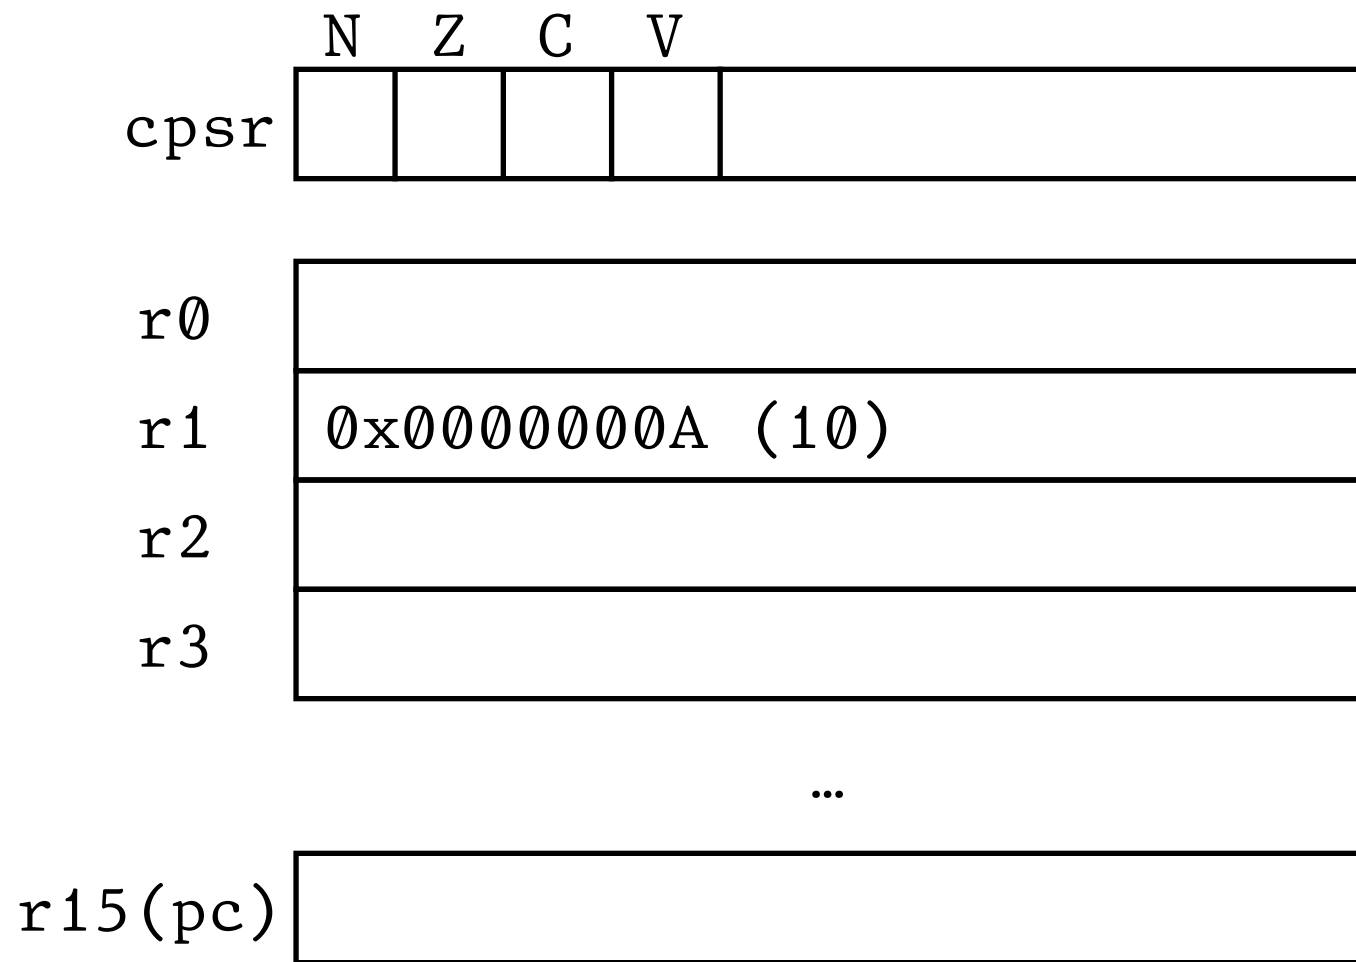 N Z C V
cpsr
r0
r1 0x0000000A (10)
r2
r3
…
r15(pc)